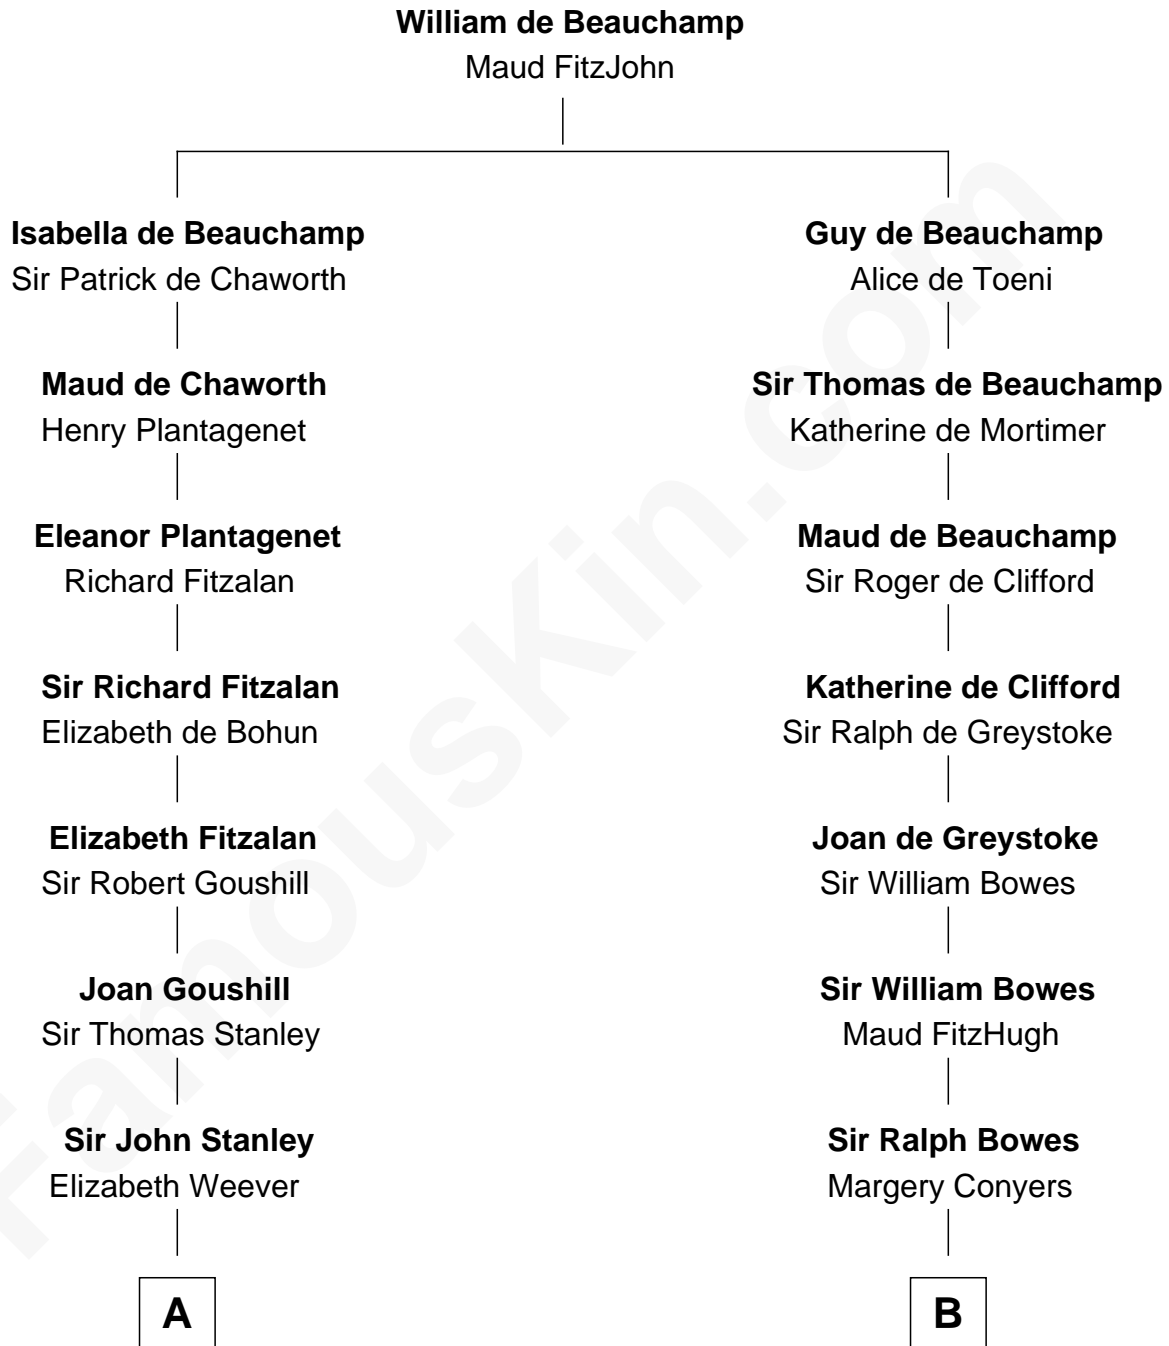 William de Beauchamp
Maud FitzJohn
Isabella de Beauchamp
Sir Patrick de Chaworth
Guy de Beauchamp
Alice de Toeni
Maud de Chaworth
Henry Plantagenet
Sir Thomas de Beauchamp
Katherine de Mortimer
Eleanor Plantagenet
Richard Fitzalan
Maud de Beauchamp
Sir Roger de Clifford
Sir Richard Fitzalan
Elizabeth de Bohun
Katherine de Clifford
Sir Ralph de Greystoke
Elizabeth Fitzalan
Sir Robert Goushill
Joan de Greystoke
Sir William Bowes
Joan Goushill
Sir Thomas Stanley
Sir William Bowes
Maud FitzHugh
Sir John Stanley
Elizabeth Weever
Sir Ralph Bowes
Margery Conyers
A
B
FamousKin.com